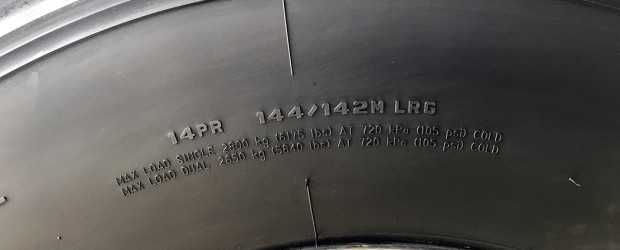 14PR 144/142M LRG
MAX LOAD SINGLE 2800 kg (6175 lbs) AT 720 kPa (105 psi) COLD
MAX LOAD DUAL 2650 kg (5840 lbs) AT 720 kPa (105 psi) COLD